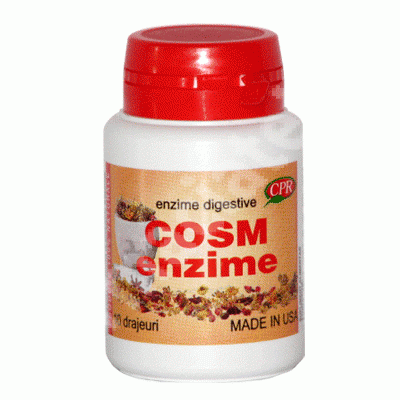 enzime digestive
CPR
COSM
enzime
drajeuri
MADE IN USA